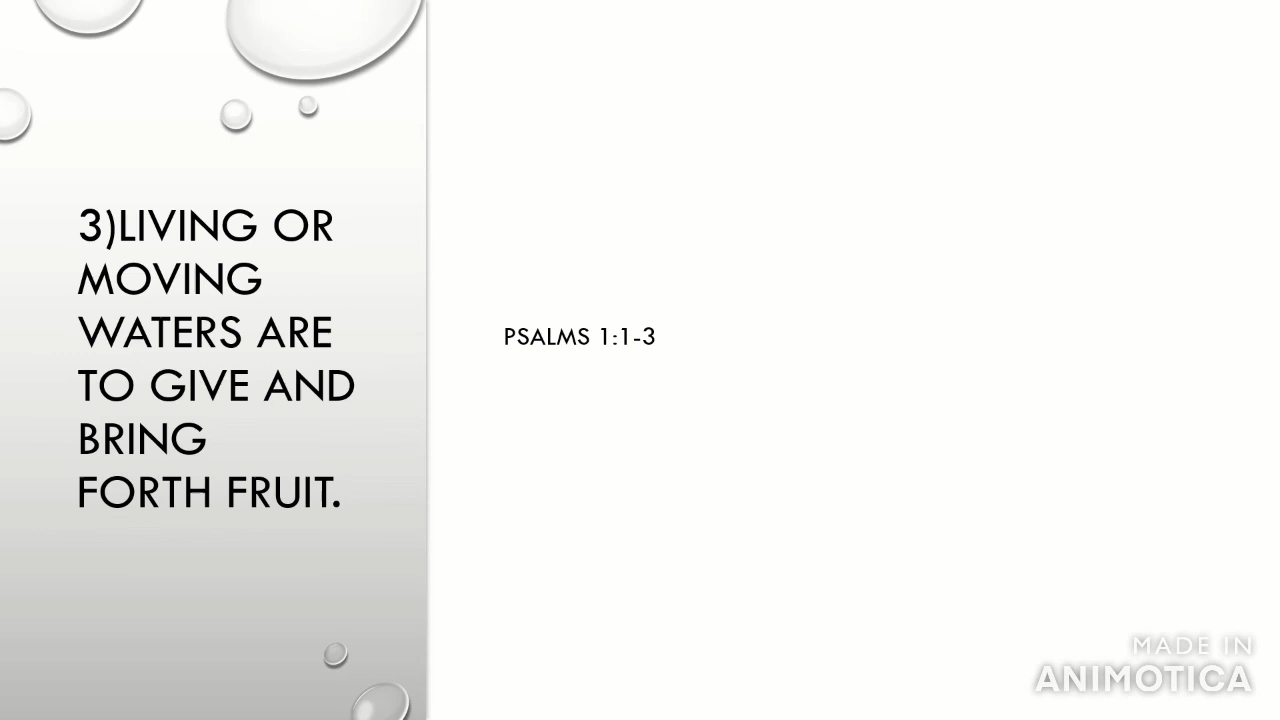 3)LIVING OR
MOVING
WATERS ARE
TO GIVE AND
BRING
FORTH FRUIT.
PSALMS 1:1-3
MADE IN
ANIMOTICA